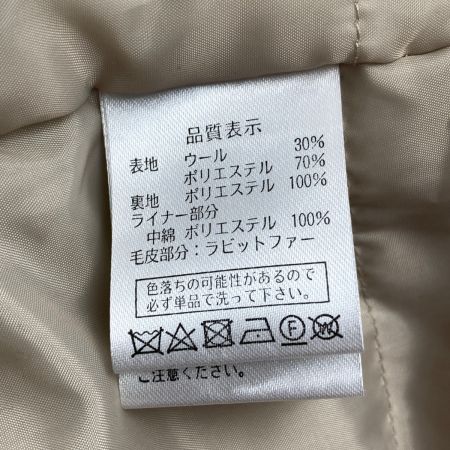 品質表示
表地 ウール 30%
ポリエステル 70%
裏地 ポリエステル 100%
ライナー部分
中綿 ポリエステル 100%
毛皮部分：ラビットファー
色落ちの可能性があるので
必ず単品で洗って下さい。
F W
ご注意ください。